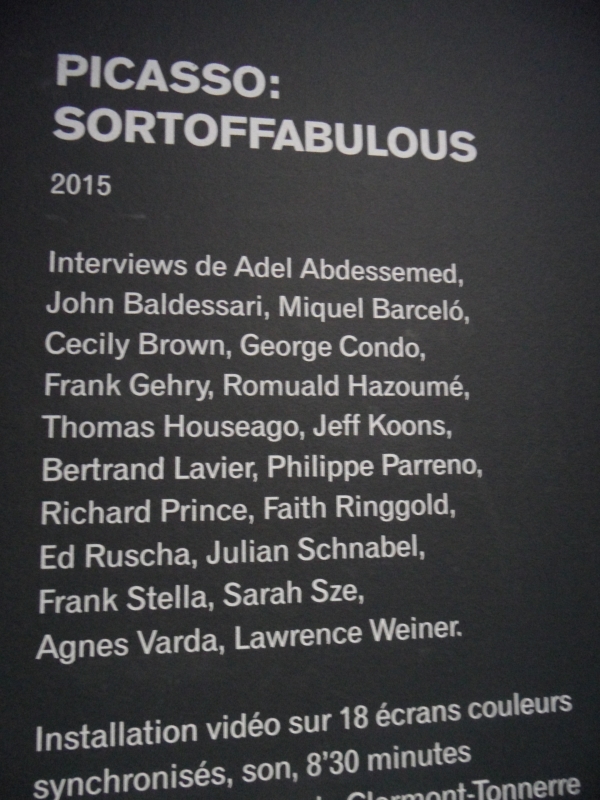 PICASSO:
SORTOFFABULOUS
2015
Interviews de Adel Abdessemed,
John Baldessari, Miquel Barceló,
Cecily Brown, George Condo,
Frank Gehry, Romuald Hazoumé,
Thomas Houseago, Jeff Koons,
Bertrand Lavier, Philippe Parreno,
Richard Prince, Faith Ringgold,
Ed Ruscha, Julian Schnabel,
Frank Stella, Sarah Sze,
Agnes Varda, Lawrence Weiner.
Installation vidéo sur 18 écrans couleurs
synchronisés, son, 8'30 minutes
Clermont-Tonnerre